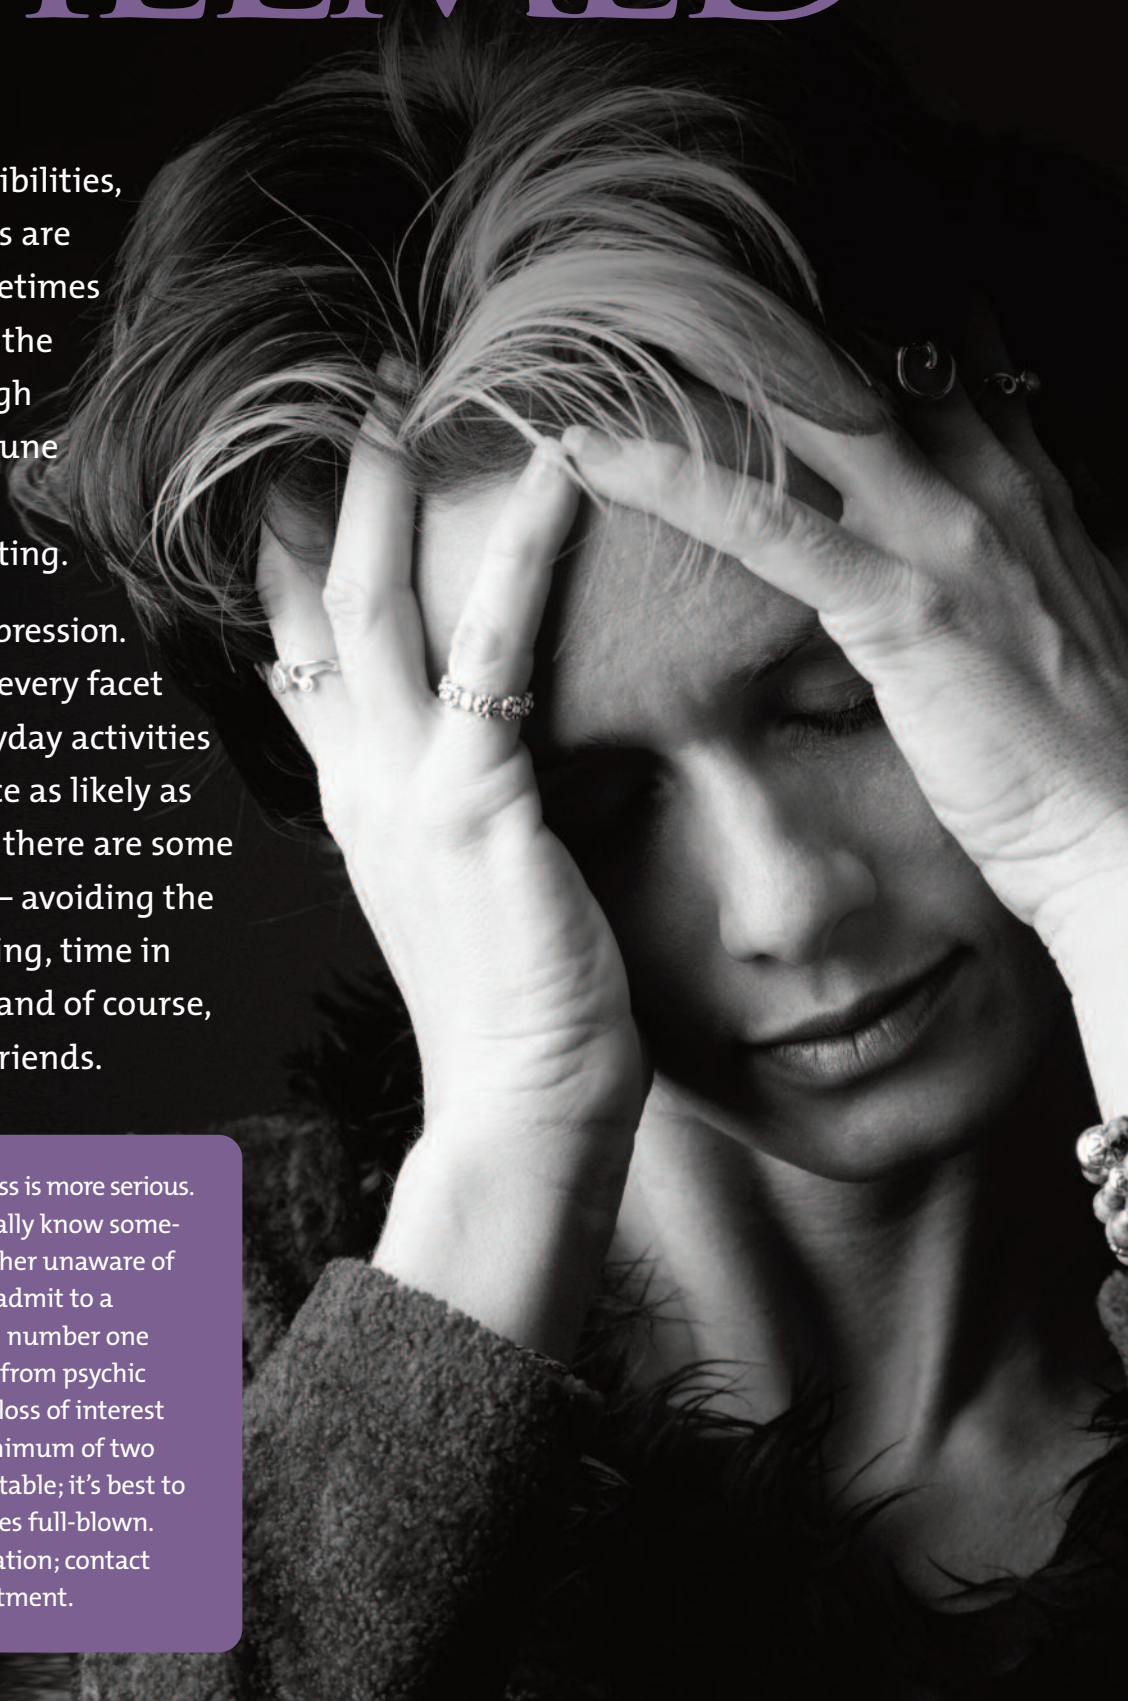 ibilities,
s are
etimes
the
gh
une
ting.
pression.
every facet
yday activities
te as likely as
there are some
– avoiding the
ing, time in
and of course,
riends.
ss is more serious.
ally know some-
ther unaware of
admit to a
number one
from psychic
loss of interest
nimum of two
table; it’s best to
es full-blown.
ation; contact
tment.